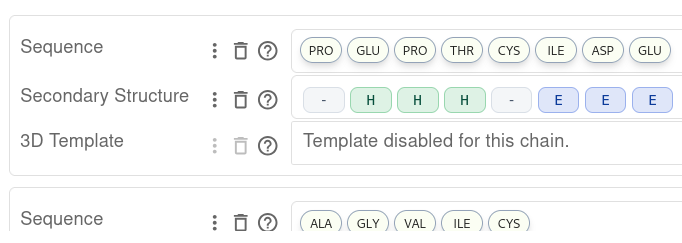 Sequence PRO GLU PRO THR CYS ILE ASP GLU
Secondary Structure - H H H - E E E
3D Template Template disabled for this chain.
Sequence ALA GLY VAL ILE CYS